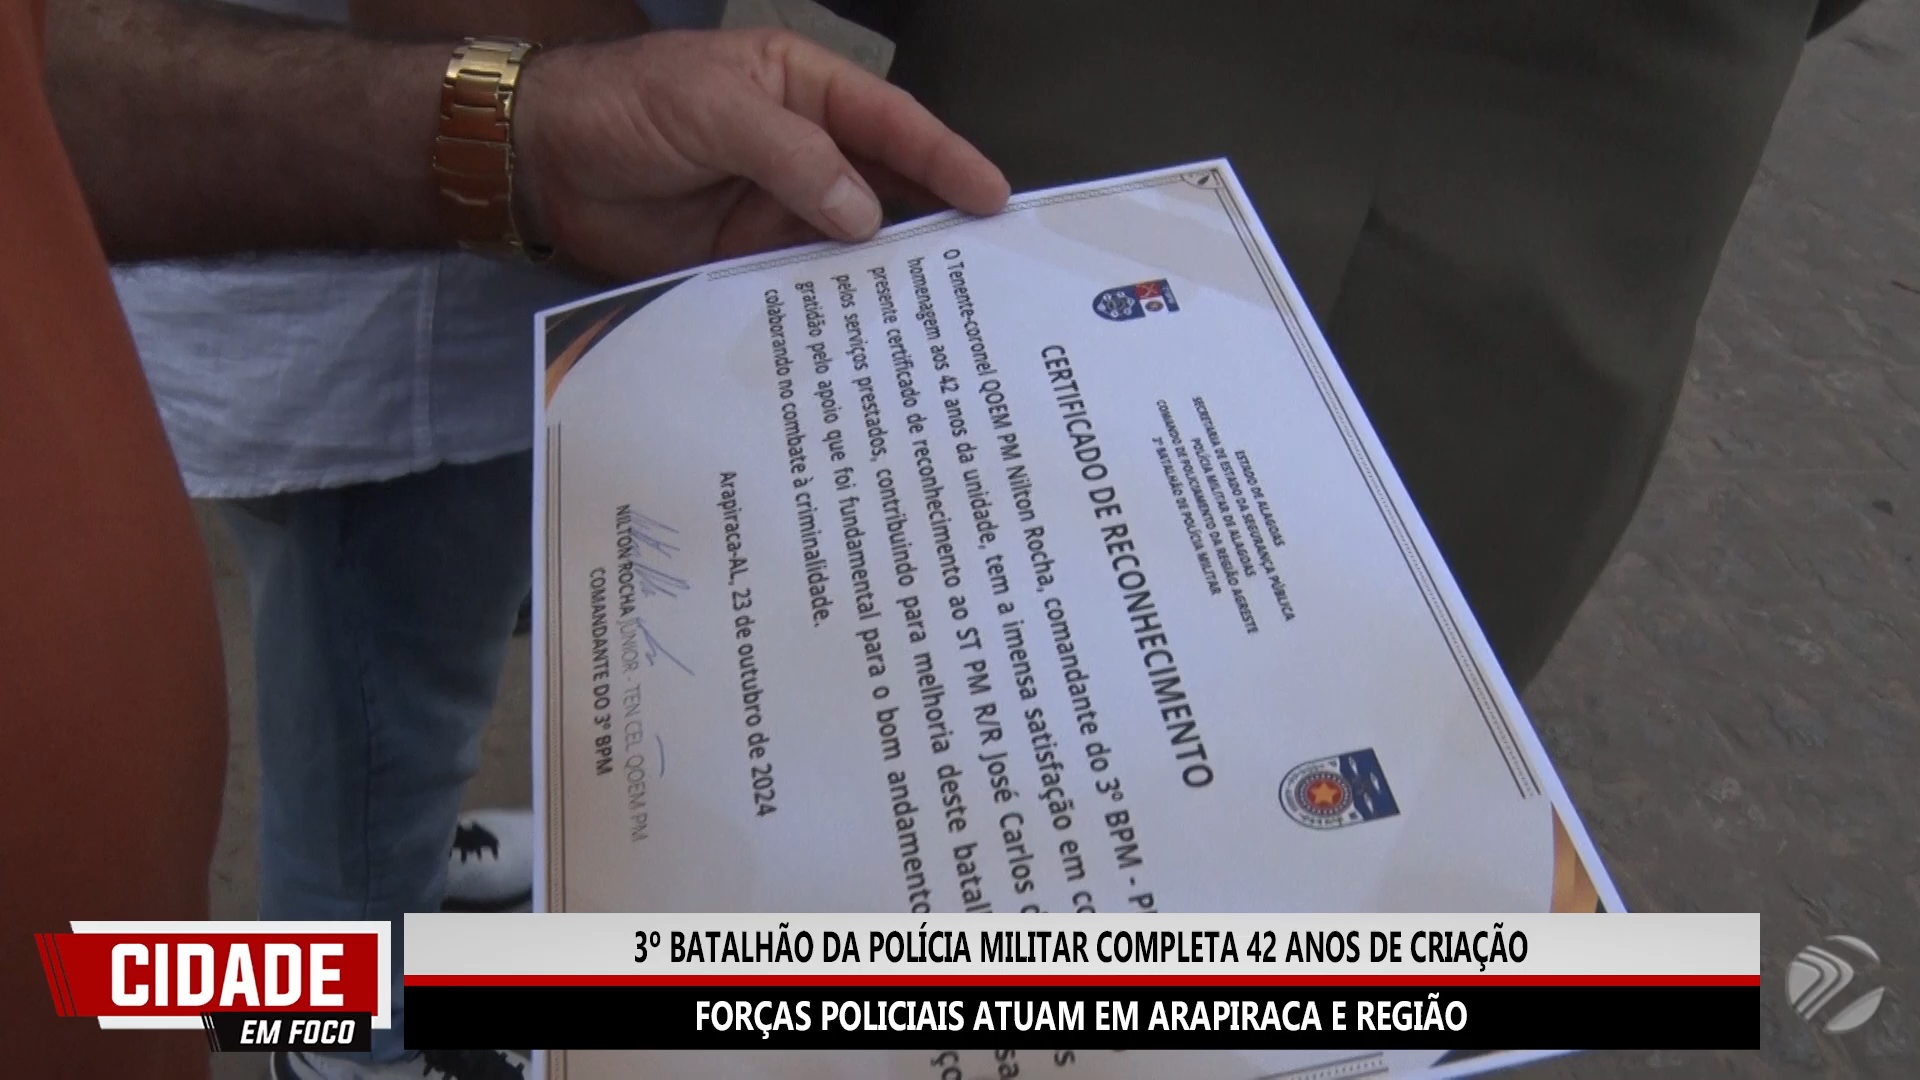 ESTADO DE ALAGOAS
SECRETARIA DE ESTADO DA SEGURANÇA PÚBLICA
POLÍCIA MILITAR DE ALAGOAS
COMANDO DE POLICIAMENTO DA REGIÃO AGRESTE
3º BATALHÃO DE POLÍCIA MILITAR
CERTIFICADO DE RECONHECIMENTO
O Tenente-coronel QOEM PM Nilton Rocha, comandante do 3º BPM -
homenagem aos 42 anos da unidade, tem a imensa satisfação em
presente certificado de reconhecimento ao ST PM R/R José Carlos
pelos serviços prestados, contribuindo para melhoria deste
gratidão pelo apoio que foi fundamental para o bom andamento
colaborando no combate à criminalidade.
Arapiraca-AL, 23 de outubro de 2024
NILTON ROCHA JUNIOR - TEN CEL QOEM PM
COMANDANTE DO 3º BPM
CIDADE
EM FOCO
3º BATALHÃO DA POLÍCIA MILITAR COMPLETA 42 ANOS DE CRIAÇÃO
FORÇAS POLICIAIS ATUAM EM ARAPIRACA E REGIÃO